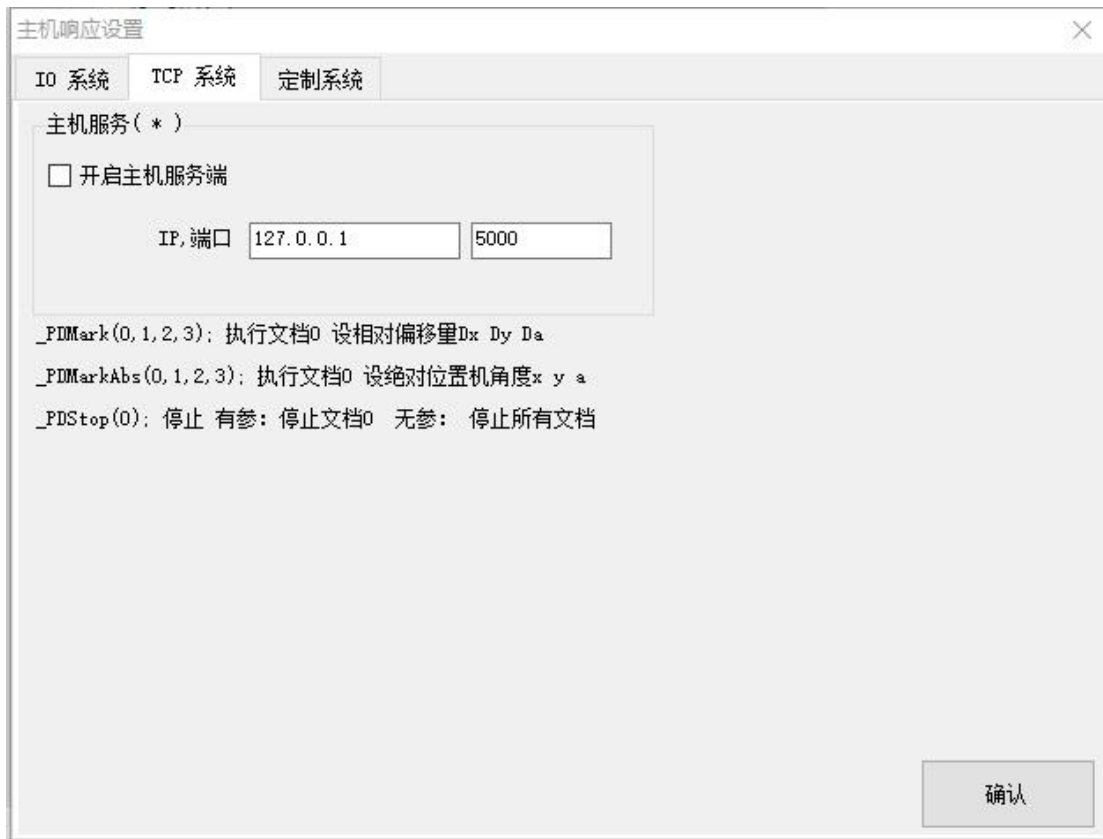 主机响应设置
IO 系统 TCP 系统 定制系统
主机服务( * )
开启主机服务端
IP,端口 127.0.0.1 5000
_PDMark(0,1,2,3); 执行文档0 设相对偏移量Dx Dy Da
_PDMarkAbs(0,1,2,3); 执行文档0 设绝对位置机角度x y a
_PDStop(0); 停止 有参: 停止文档0 无参: 停止所有文档
确认